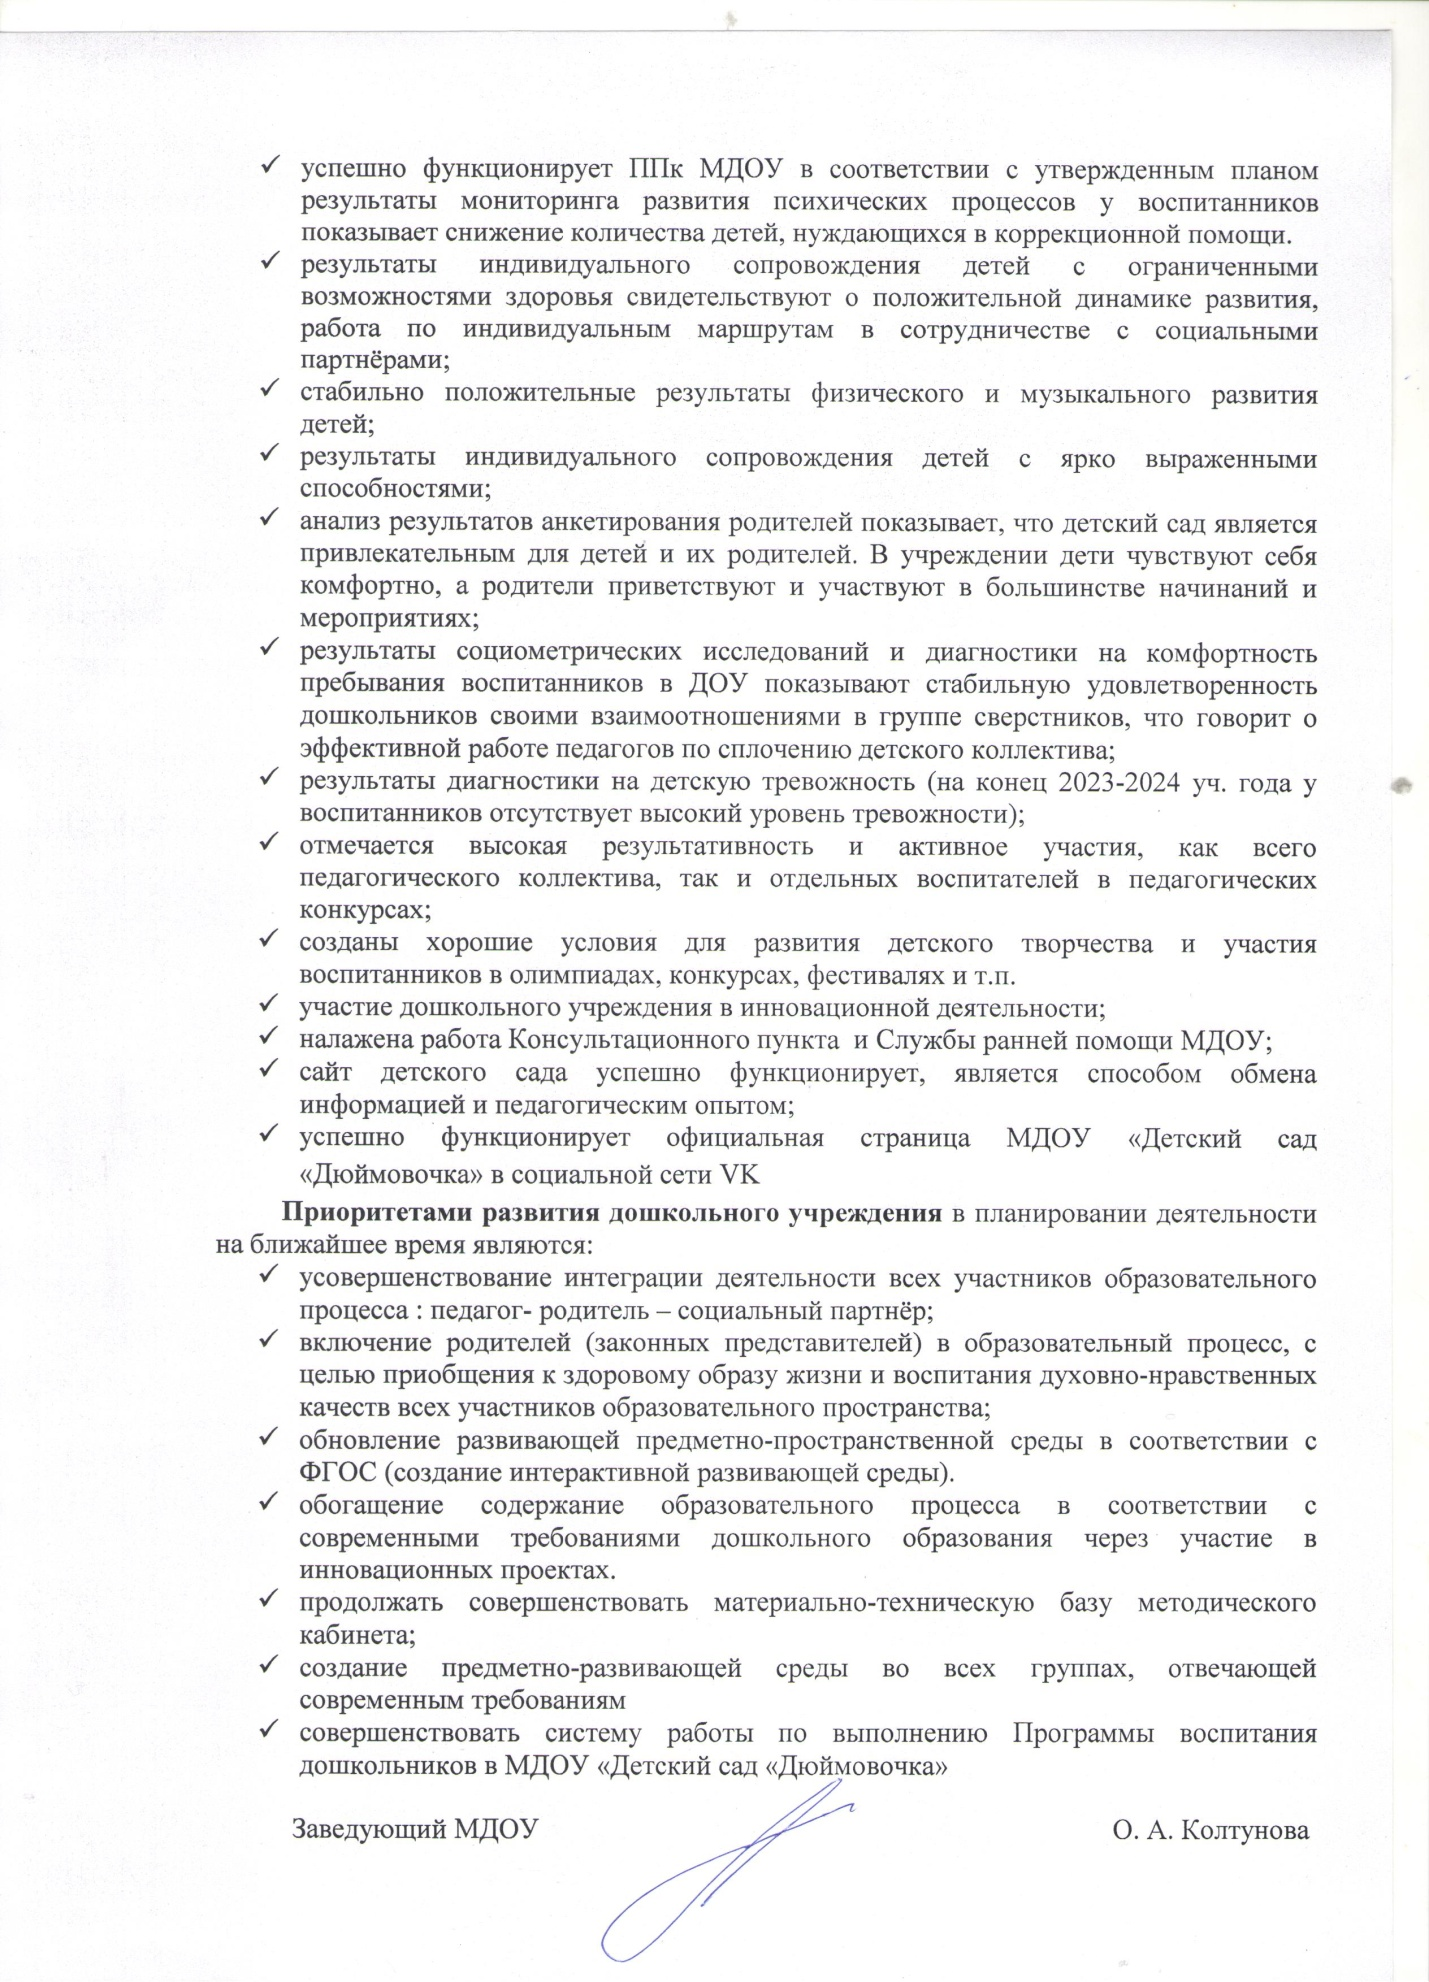 ✓ успешно функционирует ППк МДОУ в соответствии с утвержденным планом
результаты мониторинга развития психических процессов у воспитанников
показывает снижение количества детей, нуждающихся в коррекционной помощи.
✓ результаты индивидуального сопровождения детей с ограниченными
возможностями здоровья свидетельствуют о положительной динамике развития,
работа по индивидуальным маршрутам в сотрудничестве с социальными
партнёрами;
✓ стабильно положительные результаты физического и музыкального развития
детей;
✓ результаты индивидуального сопровождения детей с ярко выраженными
способностями;
✓ анализ результатов анкетирования родителей показывает, что детский сад является
привлекательным для детей и их родителей. В учреждении дети чувствуют себя
комфортно, а родители приветствуют и участвуют в большинстве начинаний и
мероприятиях;
✓ результаты социометрических исследований и диагностики на комфортность
пребывания воспитанников в ДОУ показывают стабильную удовлетворенность
дошкольников своими взаимоотношениями в группе сверстников, что говорит о
эффективной работе педагогов по сплочению детского коллектива;
✓ результаты диагностики на детскую тревожность (на конец 2023-2024 уч. года у
воспитанников отсутствует высокий уровень тревожности);
✓ отмечается высокая результативность и активное участия, как всего
педагогического коллектива, так и отдельных воспитателей в педагогических
конкурсах;
✓ созданы хорошие условия для развития детского творчества и участия
воспитанников в олимпиадах, конкурсах, фестивалях и т.п.
✓ участие дошкольного учреждения в инновационной деятельности;
✓ налажена работа Консультационного пункта и Службы ранней помощи МДОУ;
✓ сайт детского сада успешно функционирует, является способом обмена
информацией и педагогическим опытом;
✓ успешно функционирует официальная страница МДОУ «Детский сад
«Дюймовочка» в социальной сети VK
Приоритетами развития дошкольного учреждения в планировании деятельности
на ближайшее время являются:
✓ усовершенствование интеграции деятельности всех участников образовательного
процесса : педагог- родитель – социальный партнёр;
✓ включение родителей (законных представителей) в образовательный процесс, с
целью приобщения к здоровому образу жизни и воспитания духовно-нравственных
качеств всех участников образовательного пространства;
✓ обновление развивающей предметно-пространственной среды в соответствии с
ФГОС (создание интерактивной развивающей среды).
✓ обогащение содержание образовательного процесса в соответствии с
современными требованиями дошкольного образования через участие в
инновационных проектах.
✓ продолжать совершенствовать материально-техническую базу методического
кабинета;
✓ создание предметно-развивающей среды во всех группах, отвечающей
современным требованиям
✓ совершенствовать систему работы по выполнению Программы воспитания
дошкольников в МДОУ «Детский сад «Дюймовочка»
Заведующий МДОУ О. А. Колтунова